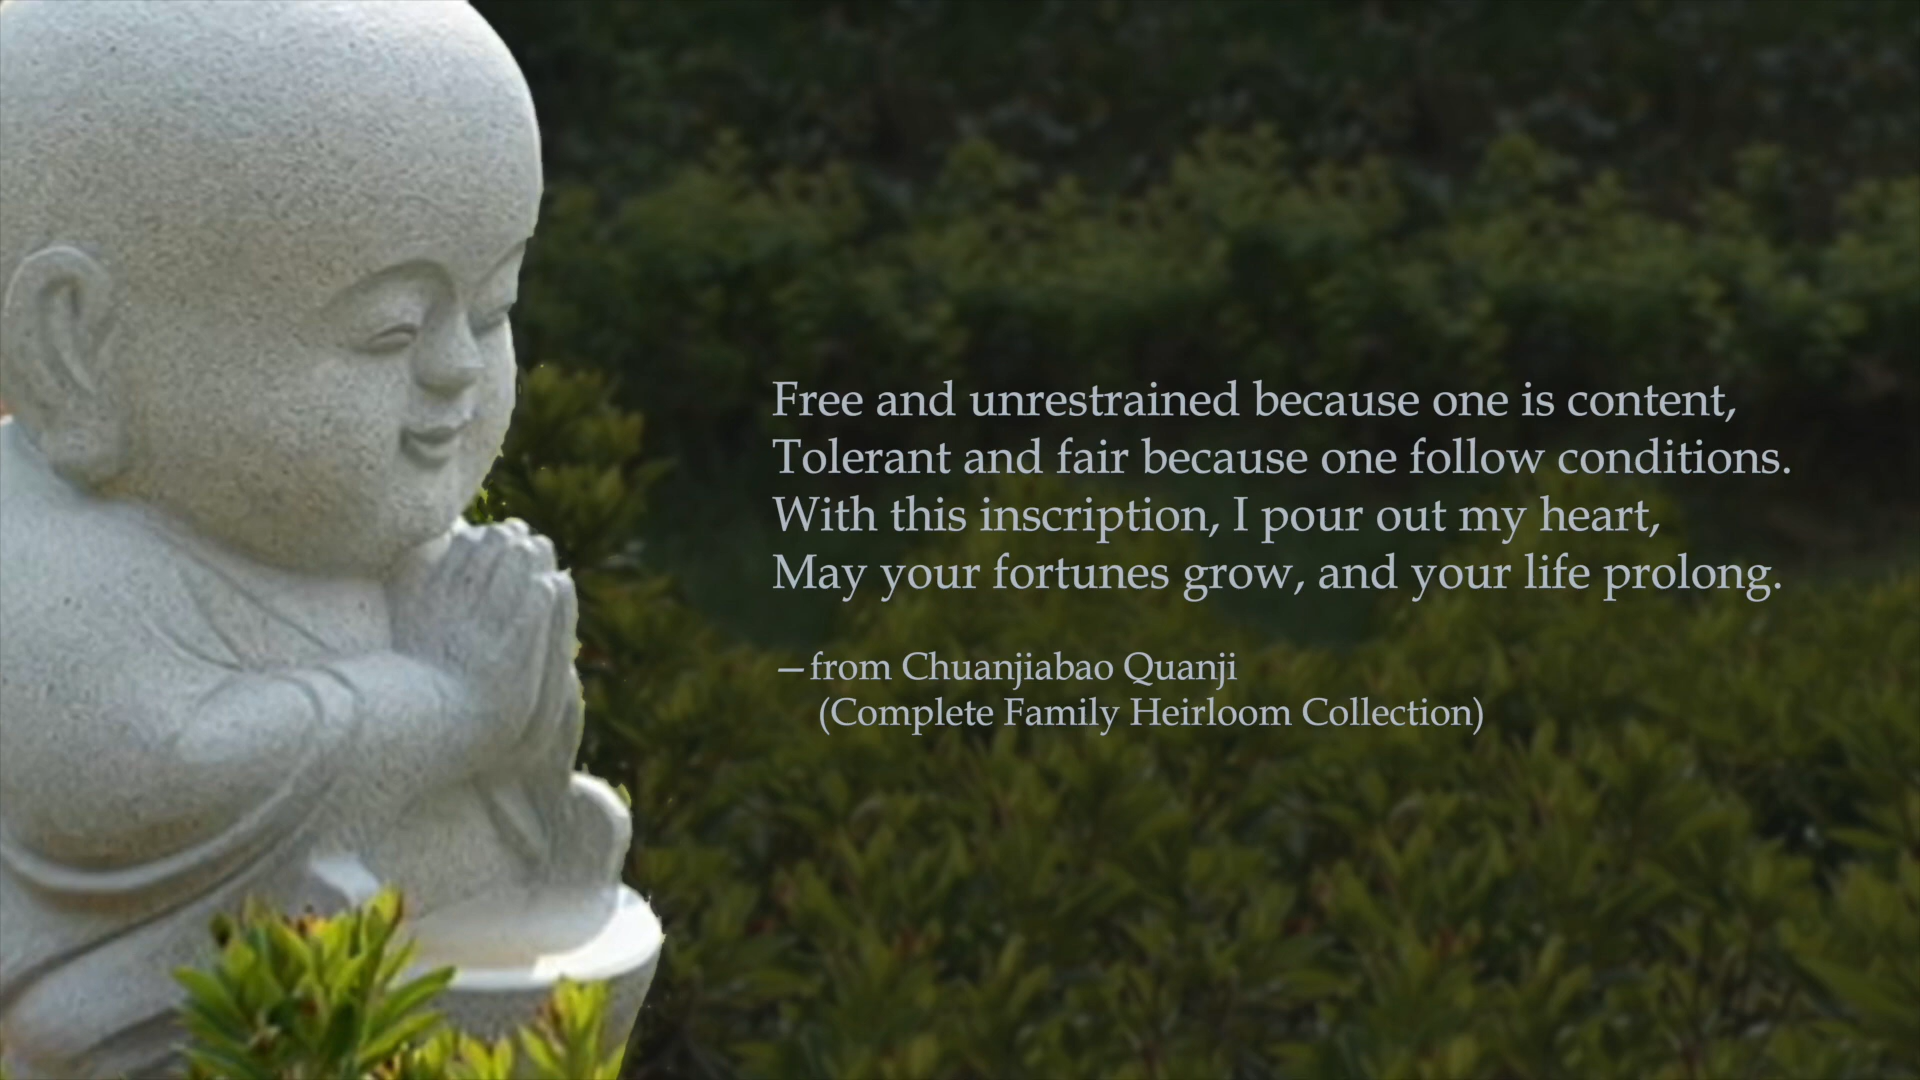 Free and unrestrained because one is content,
Tolerant and fair because one follow conditions.
With this inscription, I pour out my heart,
May your fortunes grow, and your life prolong.
—from Chuanjiabao Quanji
(Complete Family Heirloom Collection)